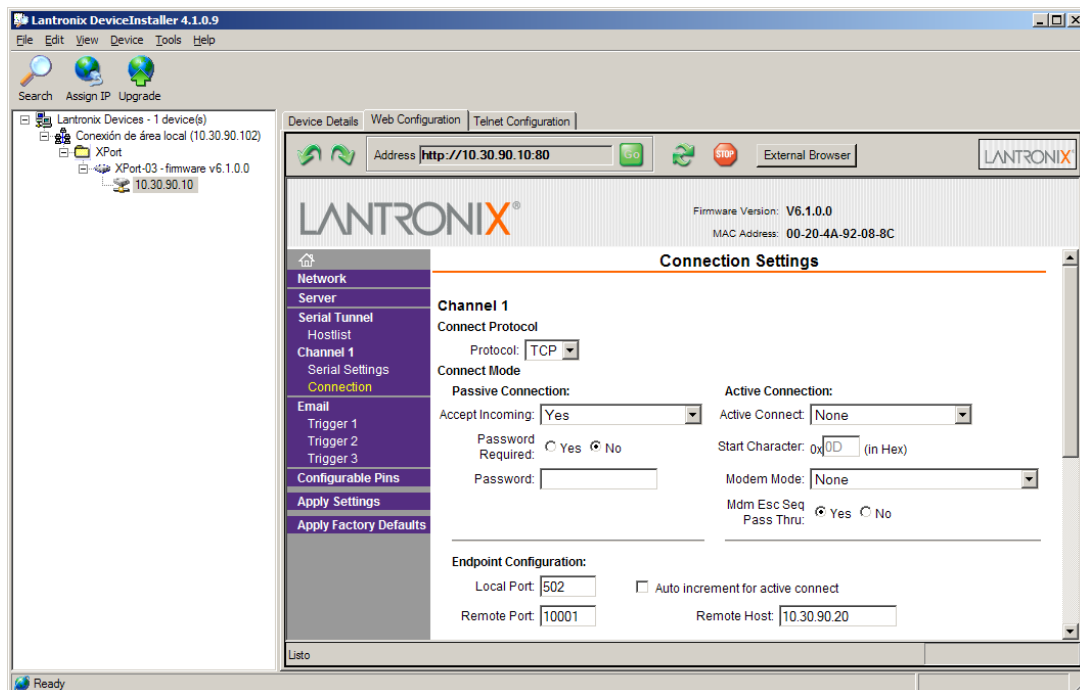 Lantronix DeviceInstaller 4.1.0.9
File Edit View Device Tools Help
Search Assign IP Upgrade
Lantronix Devices - 1 device(s)
Conexión de área local (10.30.90.102)
XPort
XPort-03 - firmware v6.1.0.0
10.30.90.10
Device Details Web Configuration Telnet Configuration
Address http://10.30.90.10:80 Go STOP External Browser LANTRONIX
LANTRONIX®
Firmware Version: V6.1.0.0
MAC Address: 00-20-4A-92-08-8C
Network
Server
Serial Tunnel
Hostlist
Channel 1
Serial Settings
Connection
Email
Trigger 1
Trigger 2
Trigger 3
Configurable Pins
Apply Settings
Apply Factory Defaults
Connection Settings
Channel 1
Connect Protocol
Protocol: TCP
Connect Mode
Passive Connection: Active Connection:
Accept Incoming: Yes Active Connect: None
Password Required: Yes No Start Character: 0x 0D (in Hex)
Password: Modem Mode: None
Mdm Esc Seq Pass Thru: Yes No
Endpoint Configuration:
Local Port: 502 Auto increment for active connect
Remote Port: 10001 Remote Host: 10.30.90.20
Listo
Ready